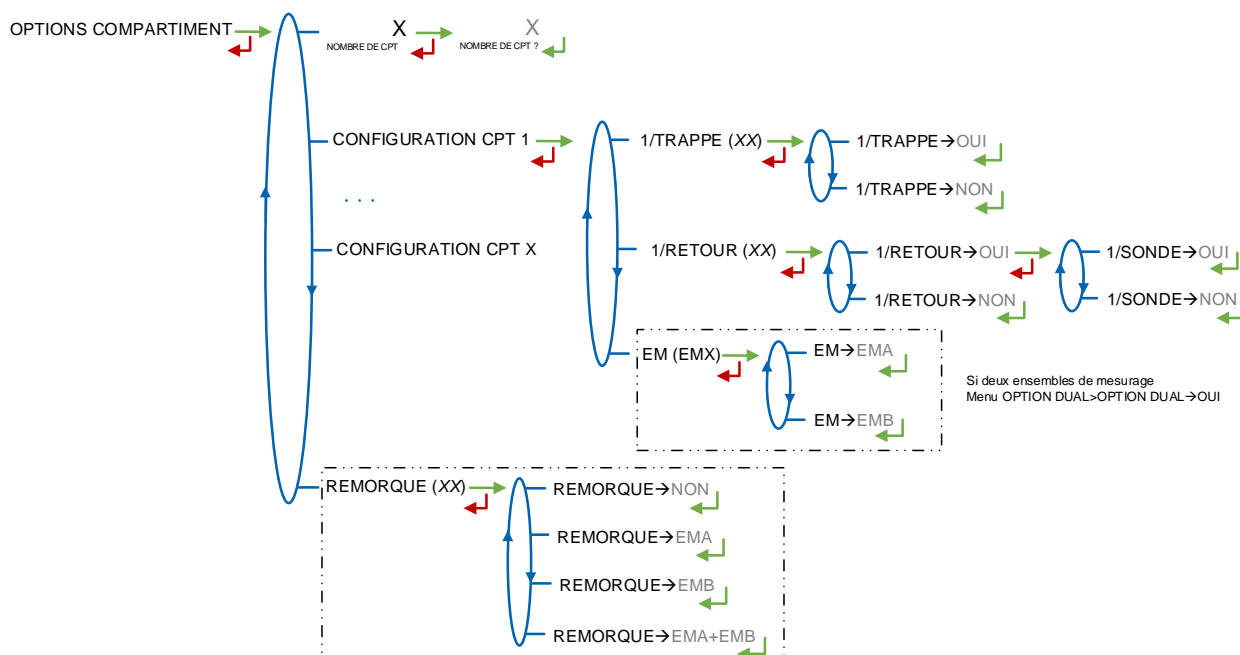 OPTIONS COMPARTIMENT
X
NOMBRE DE CPT
X
NOMBRE DE CPT ?
CONFIGURATION CPT 1
1/TRAPPE (XX)
1/TRAPPE→OUI
1/TRAPPE→NON
. . .
CONFIGURATION CPT X
1/RETOUR (XX)
1/RETOUR→OUI
1/SONDE→OUI
1/RETOUR→NON
1/SONDE→NON
EM (EMX)
EM→EMA
EM→EMB
Si deux ensembles de mesurage
Menu OPTION DUAL>OPTION DUAL→OUI
REMORQUE (XX)
REMORQUE→NON
REMORQUE→EMA
REMORQUE→EMB
REMORQUE→EMA+EMB